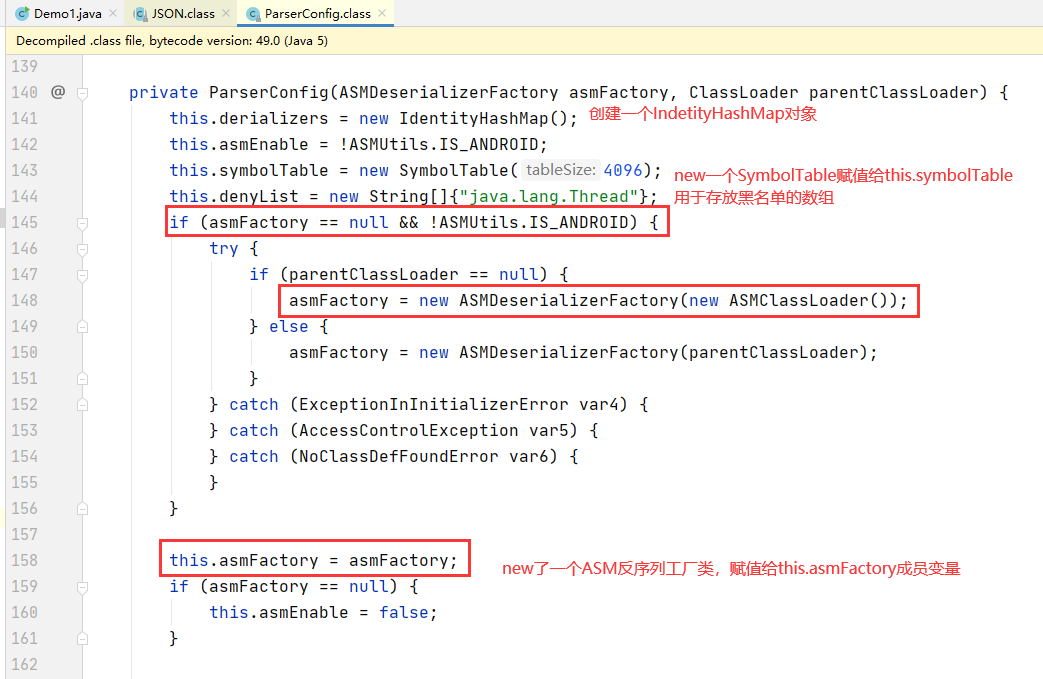 Demo1.java JSON.class ParserConfig.class
Decompiled .class file, bytecode version: 49.0 (Java 5)
139
140 @ private ParserConfig(ASMDeserializerFactory asmFactory, ClassLoader parentClassLoader) {
141 this.derializers = new IdentityHashMap(); 创建一个IndetityHashMap对象
142 this.asmEnable = !ASMUtils.IS_ANDROID;
143 this.symbolTable = new SymbolTable( tableSize: 4096); new一个SymbolTable赋值给this.symbolTable
144 this.denyList = new String[]{"java.lang.Thread"}; 用于存放黑名单的数组
145 if (asmFactory == null && !ASMUtils.IS_ANDROID) {
146 try {
147 if (parentClassLoader == null) {
148 asmFactory = new ASMDeserializerFactory(new ASMClassLoader());
149 } else {
150 asmFactory = new ASMDeserializerFactory(parentClassLoader);
151 }
152 } catch (ExceptionInInitializerError var4) {
153 } catch (AccessControlException var5) {
154 } catch (NoClassDefFoundError var6) {
155 }
156 }
157
158 this.asmFactory = asmFactory; new了一个ASM反序列工厂类，赋值给this.asmFactory成员变量
159 if (asmFactory == null) {
160 this.asmEnable = false;
161 }
162